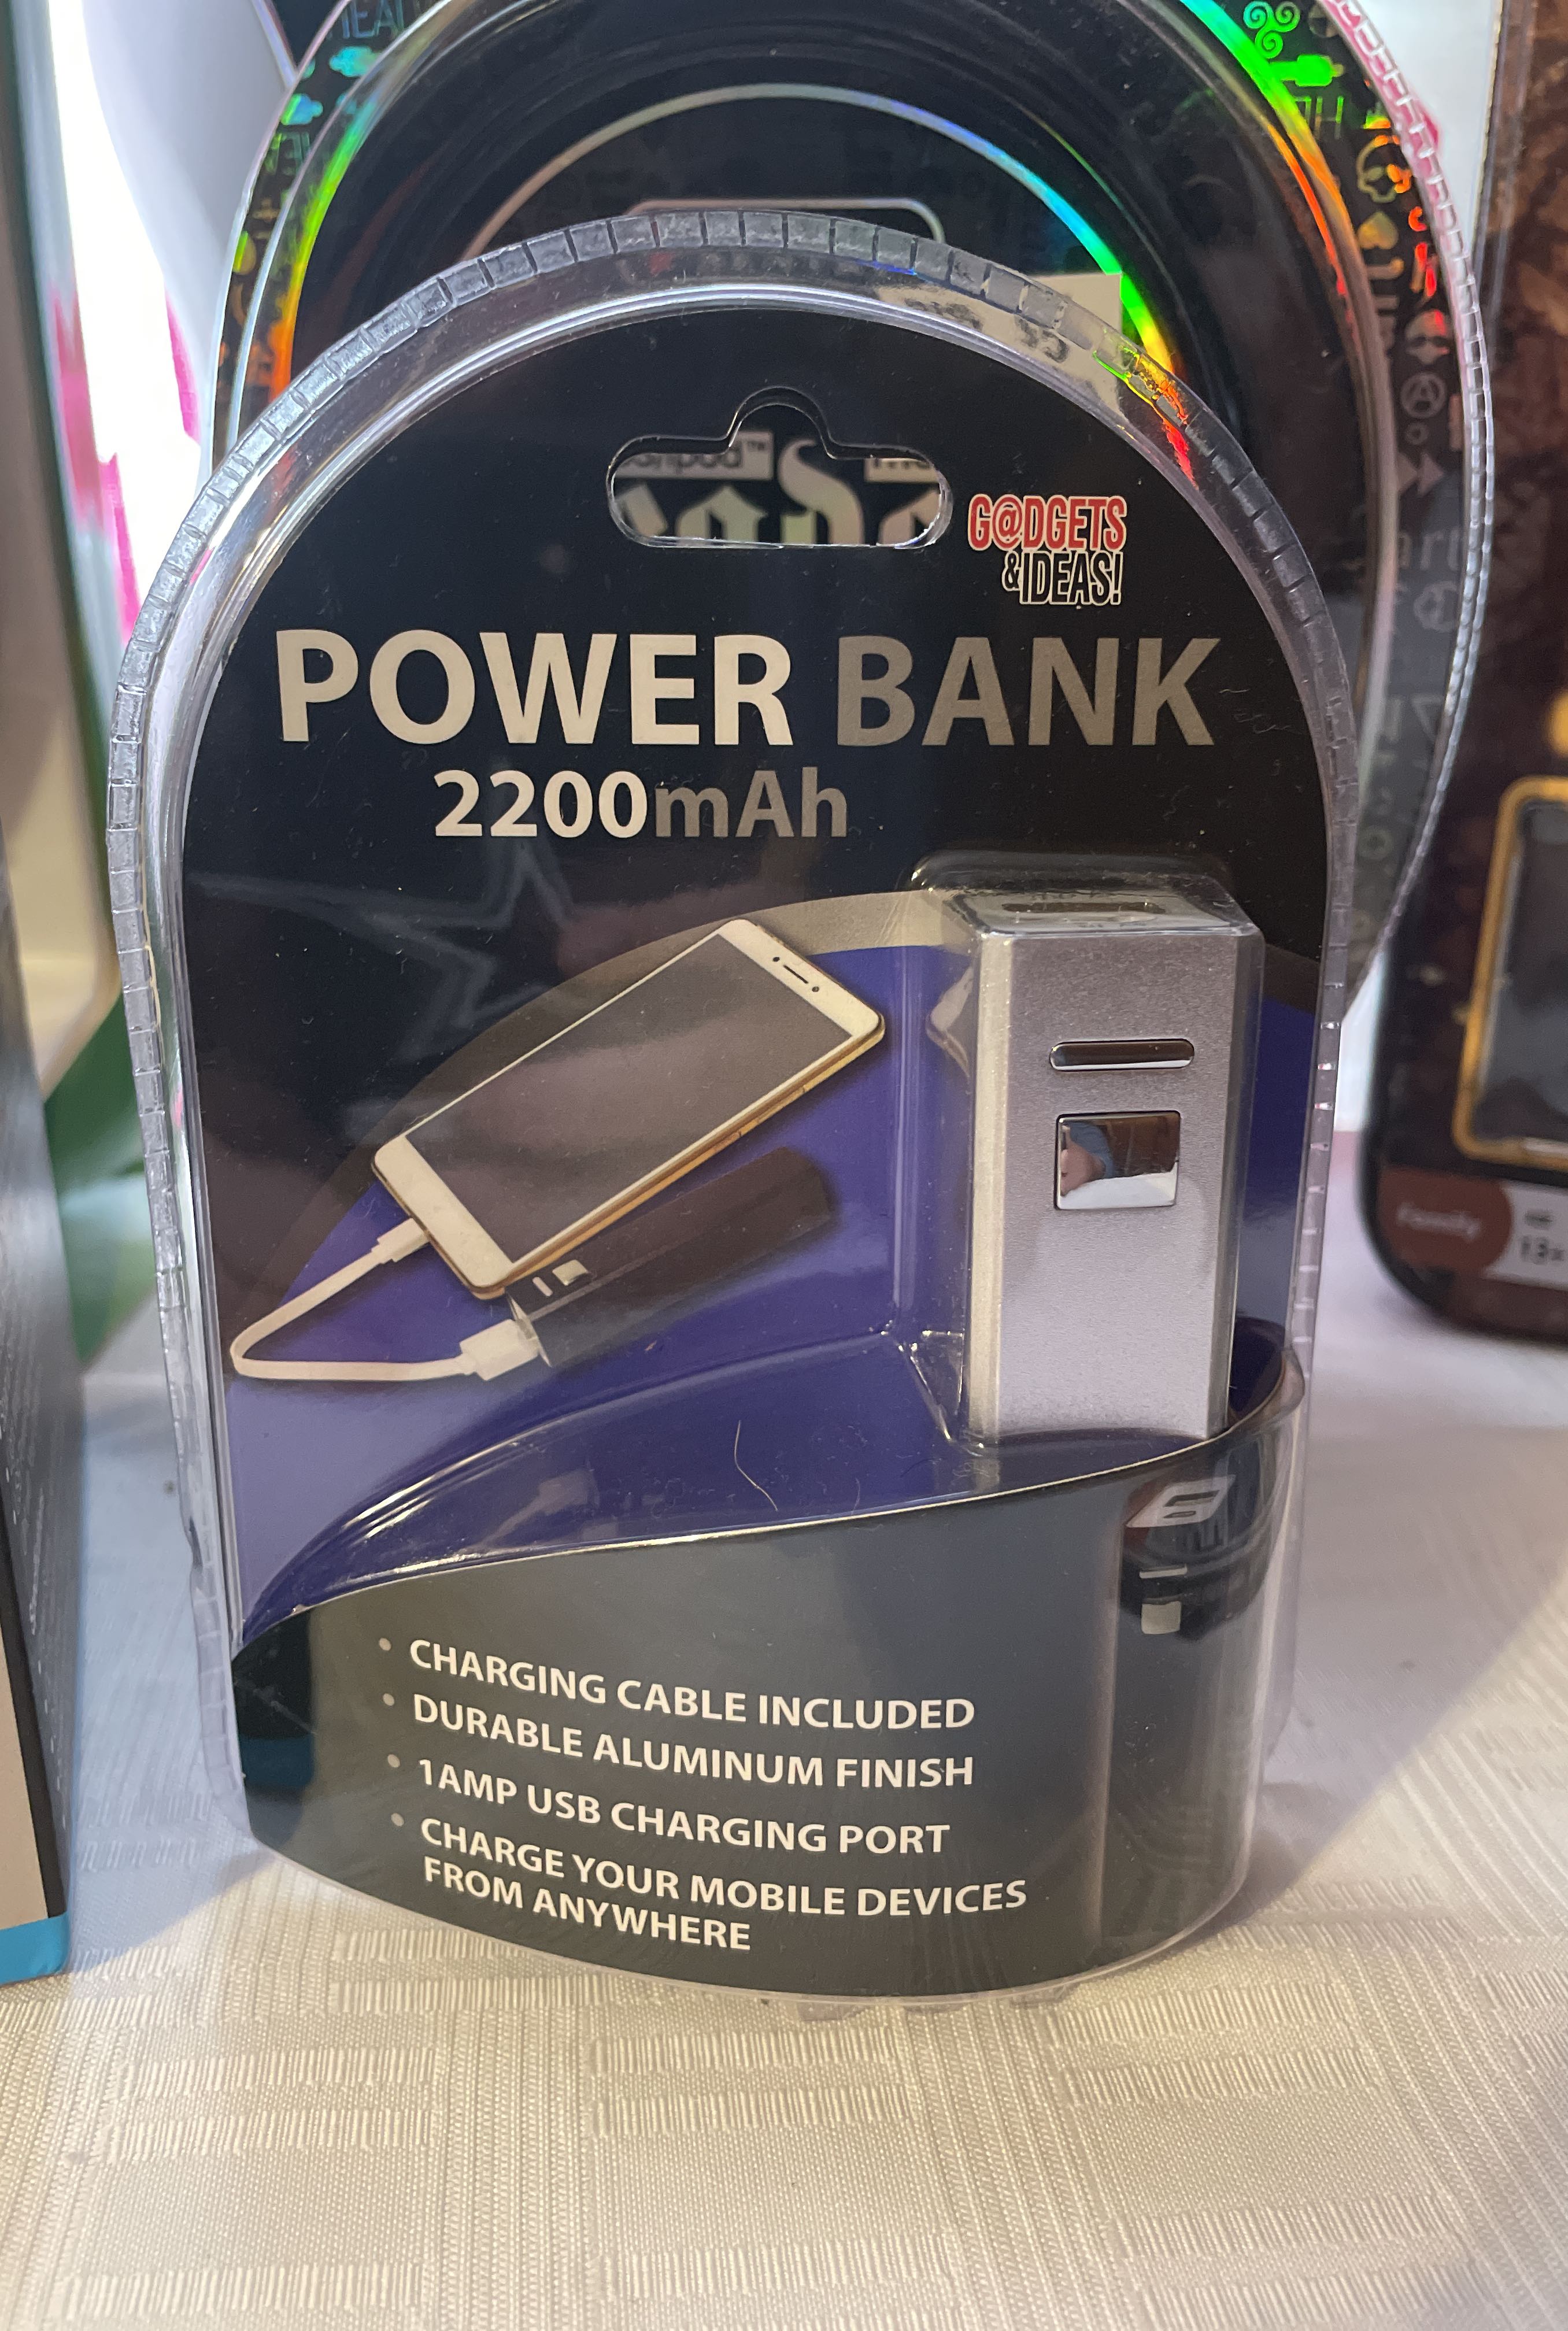 G@DGETS
&IDEAS!
POWER BANK
2200mAh
• CHARGING CABLE INCLUDED
• DURABLE ALUMINUM FINISH
• 1AMP USB CHARGING PORT
• CHARGE YOUR MOBILE DEVICES
FROM ANYWHERE
Family